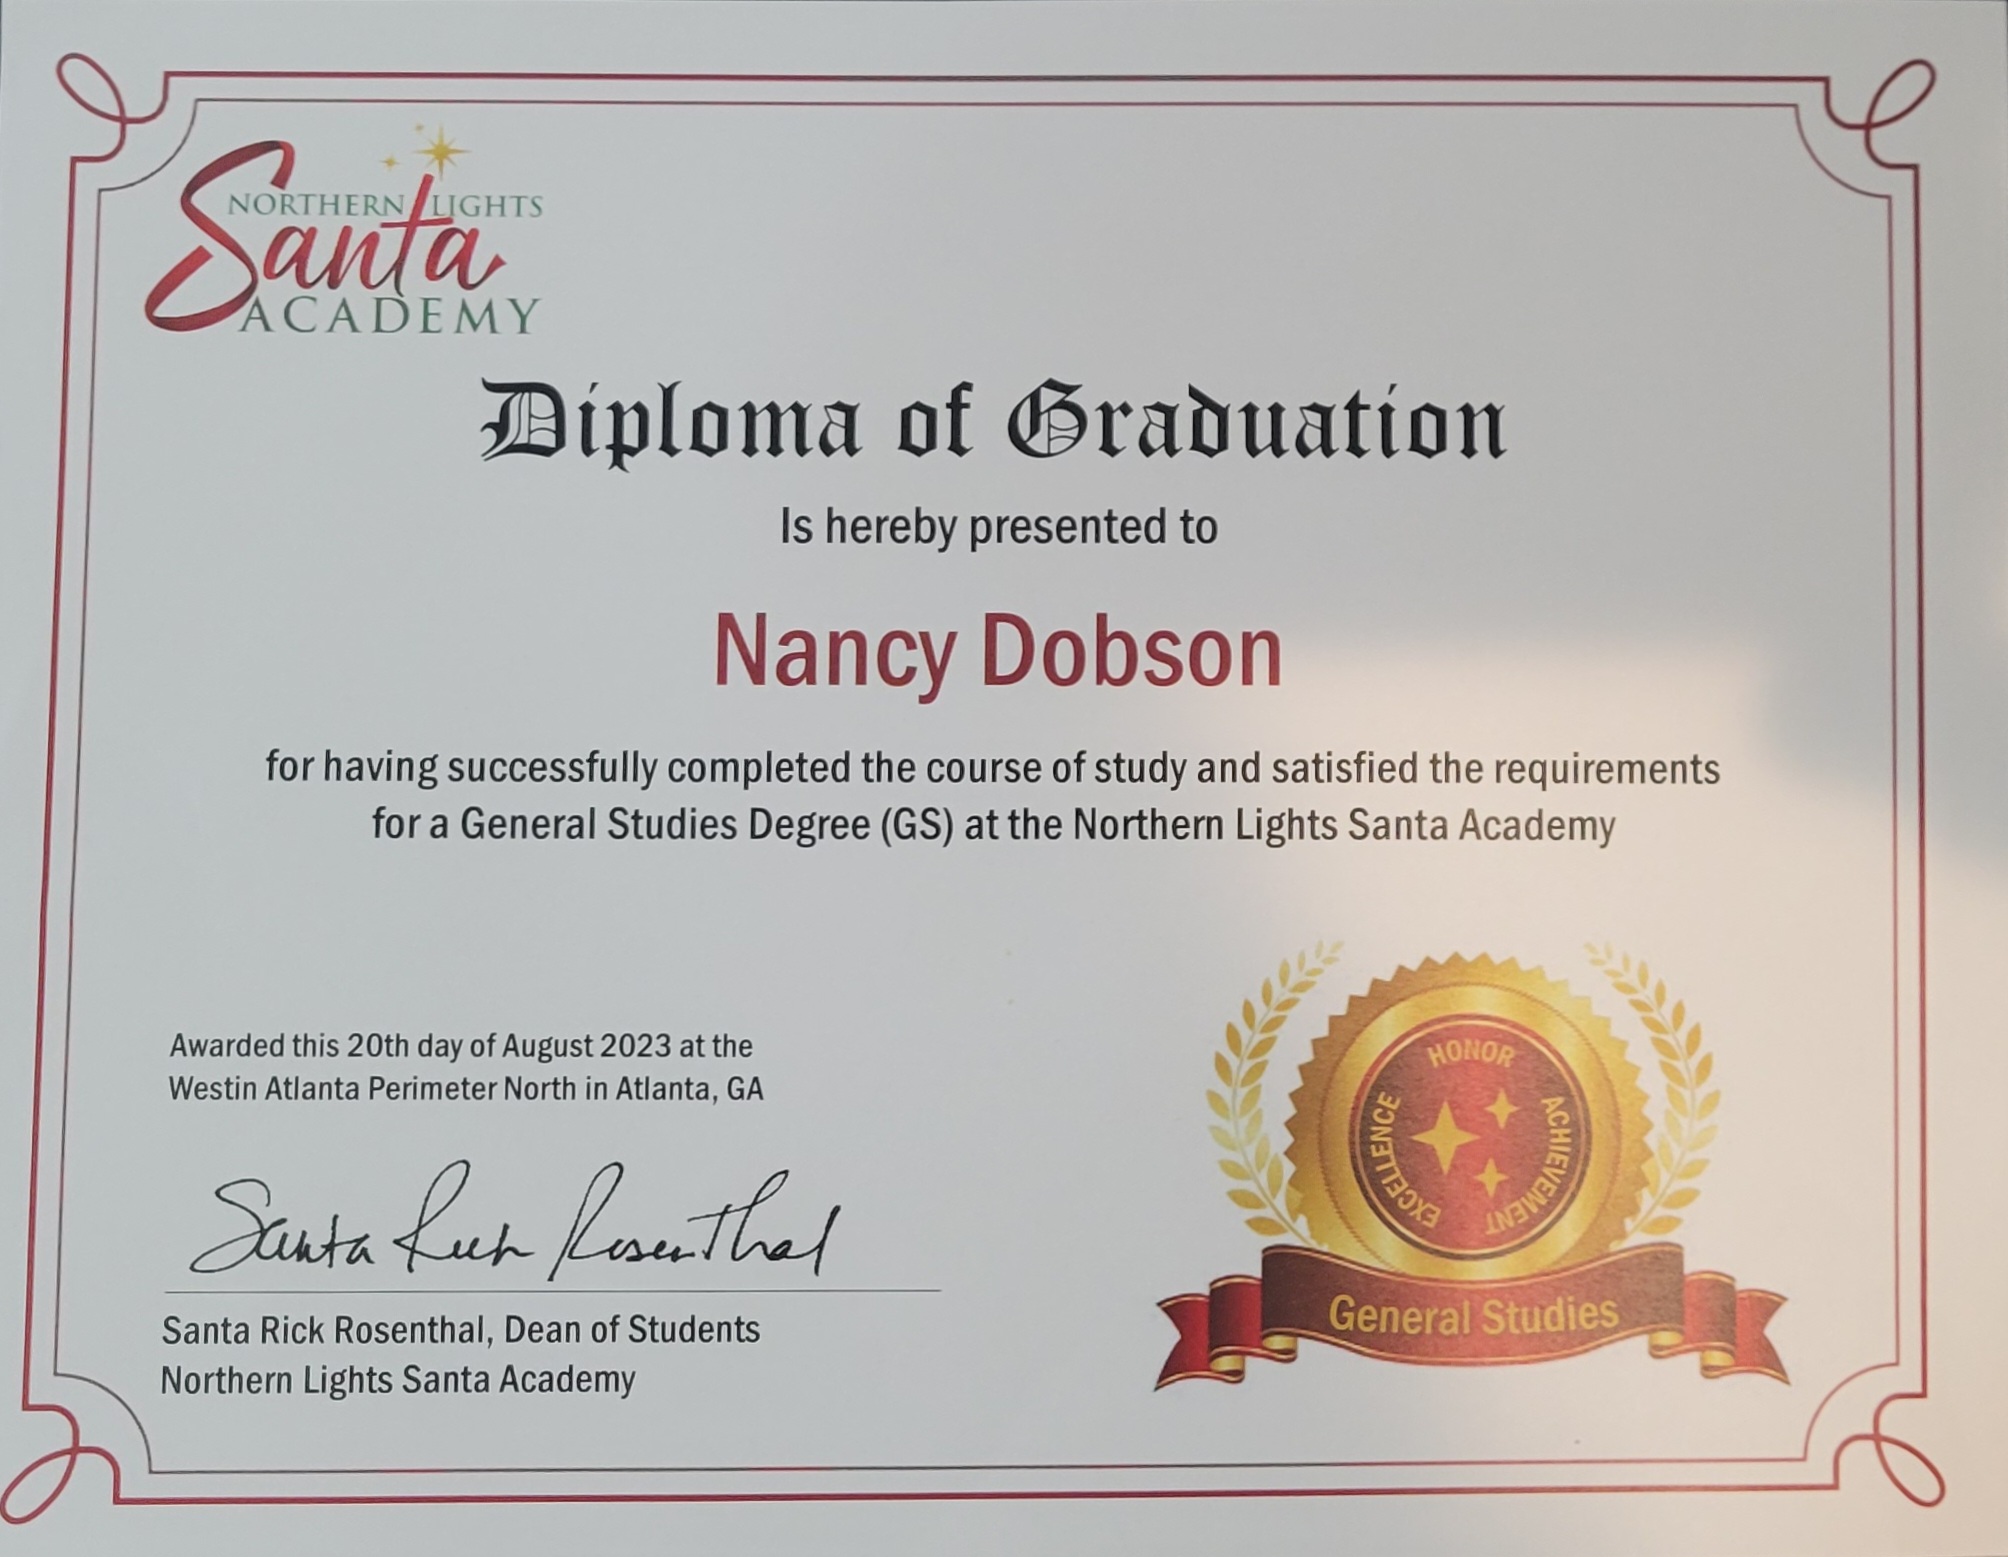 NORTHERN LIGHTS
Santa
ACADEMY
Diploma of Graduation
Is hereby presented to
Nancy Dobson
for having successfully completed the course of study and satisfied the requirements
for a General Studies Degree (GS) at the Northern Lights Santa Academy
Awarded this 20th day of August 2023 at the
Westin Atlanta Perimeter North in Atlanta, GA
Santa Rick Rosenthal
Santa Rick Rosenthal, Dean of Students
Northern Lights Santa Academy
HONOR
EXCELLENCE
ACHIEVEMENT
General Studies